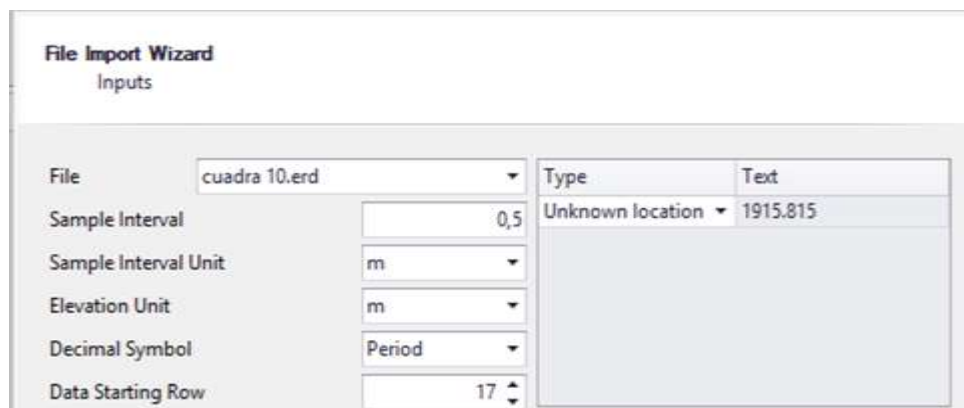 File Import Wizard
Inputs
File cuadra 10.erd
Sample Interval 0,5
Sample Interval Unit m
Elevation Unit m
Decimal Symbol Period
Data Starting Row 17
Type Text
Unknown location 1915.815